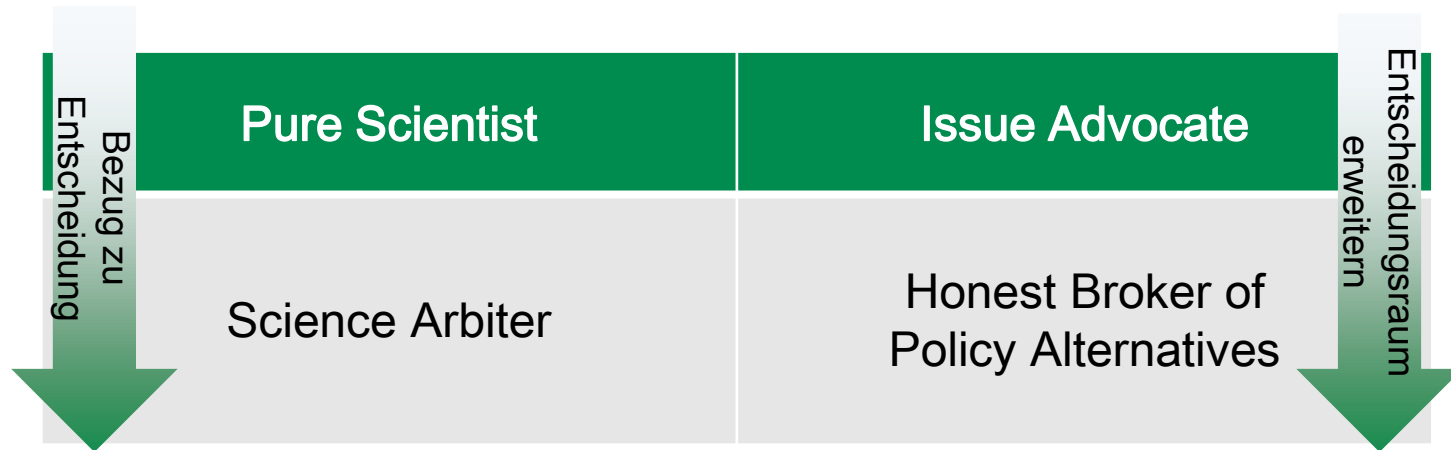 Bezug zu
Entscheidung
Pure Scientist
Issue Advocate
Entscheidungsraum
erweitern
Science Arbiter
Honest Broker of
Policy Alternatives